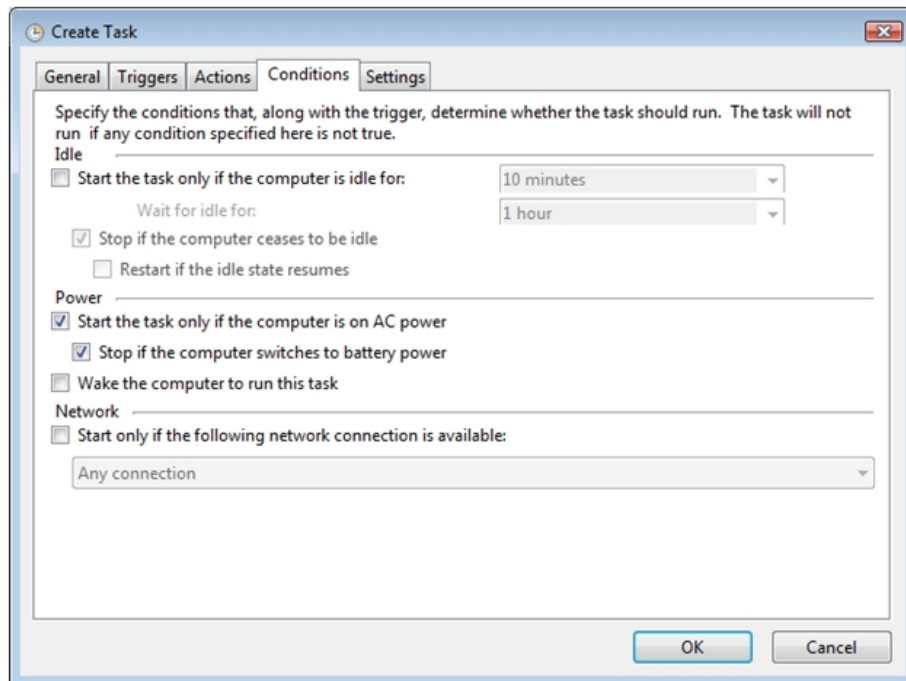 Create Task
General Triggers Actions Conditions Settings
Specify the conditions that, along with the trigger, determine whether the task should run.  The task will not
run  if any condition specified here is not true.
Idle
Start the task only if the computer is idle for: 10 minutes
Wait for idle for: 1 hour
Stop if the computer ceases to be idle
Restart if the idle state resumes
Power
Start the task only if the computer is on AC power
Stop if the computer switches to battery power
Wake the computer to run this task
Network
Start only if the following network connection is available:
Any connection
OK Cancel